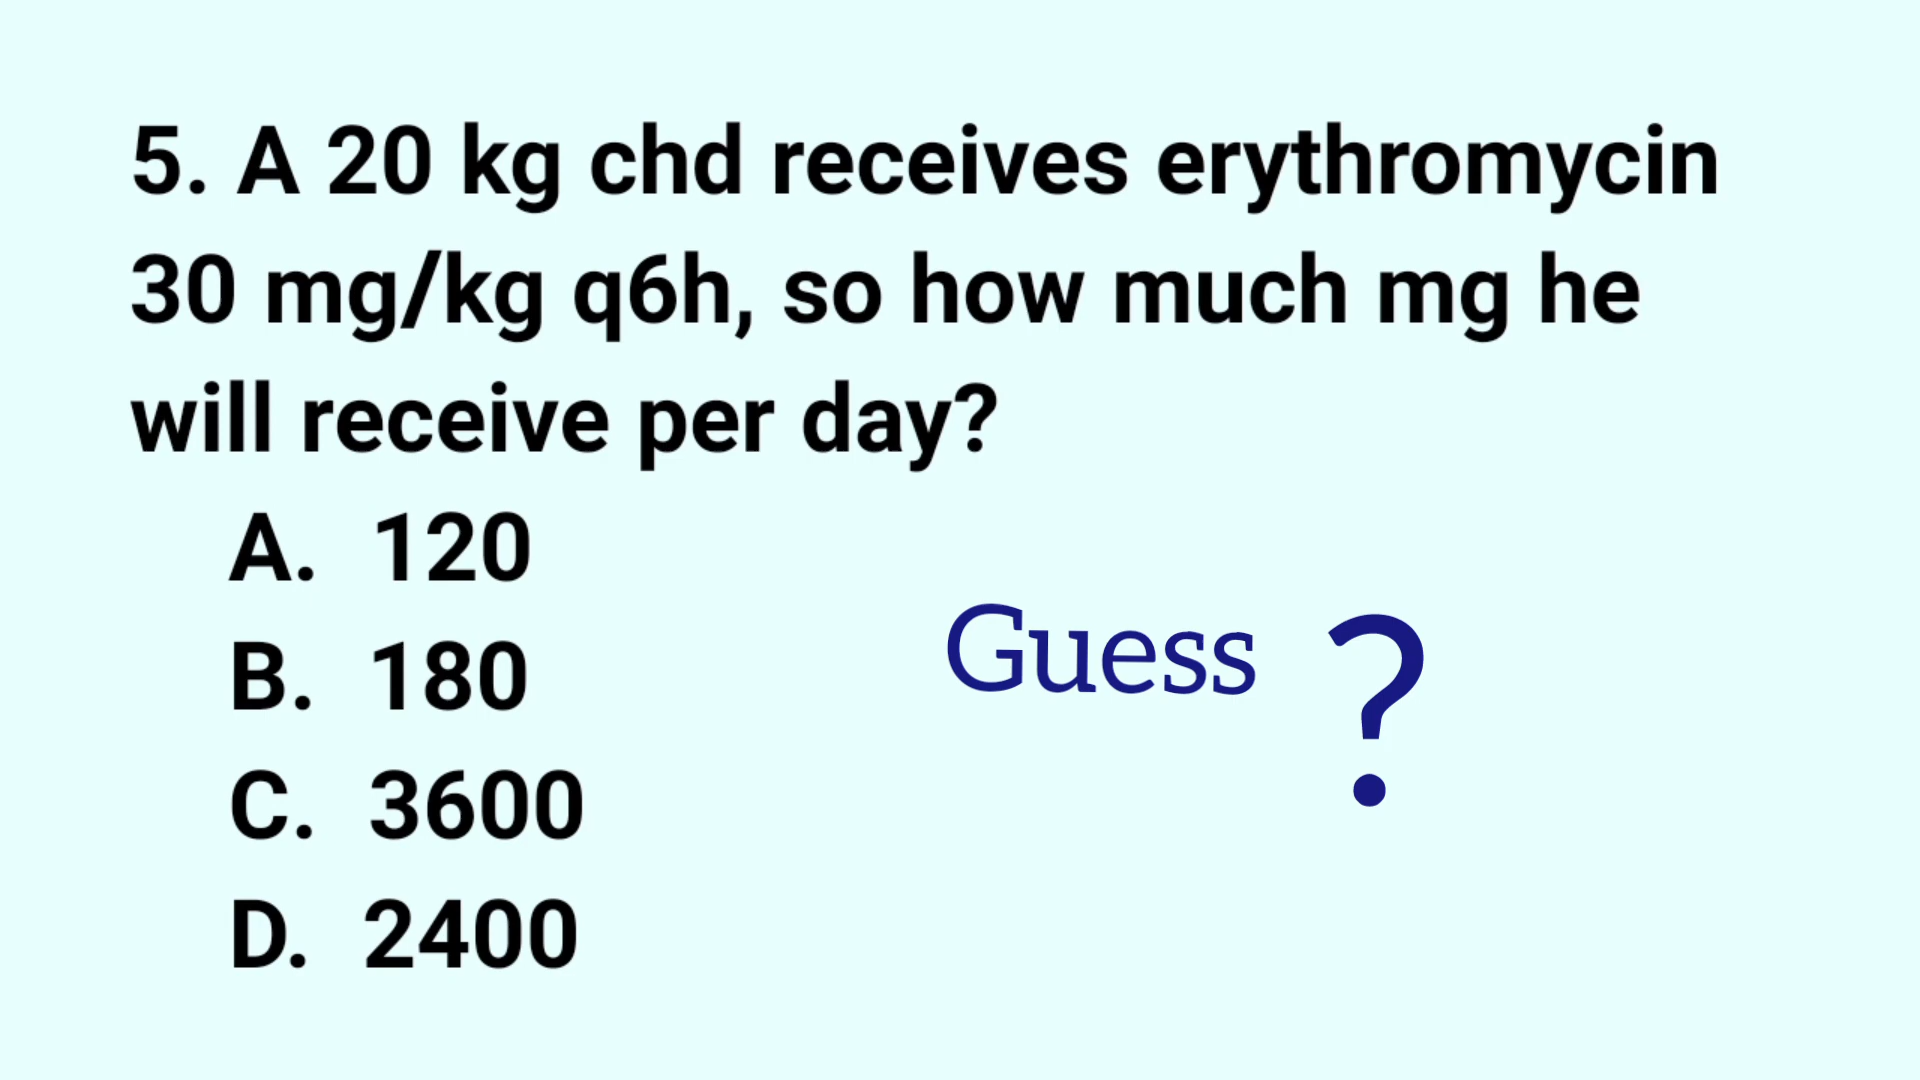 5. A 20 kg chd receives erythromycin
30 mg/kg q6h, so how much mg he
will receive per day?
A. 120
B. 180
C. 3600
D. 2400
Guess ?